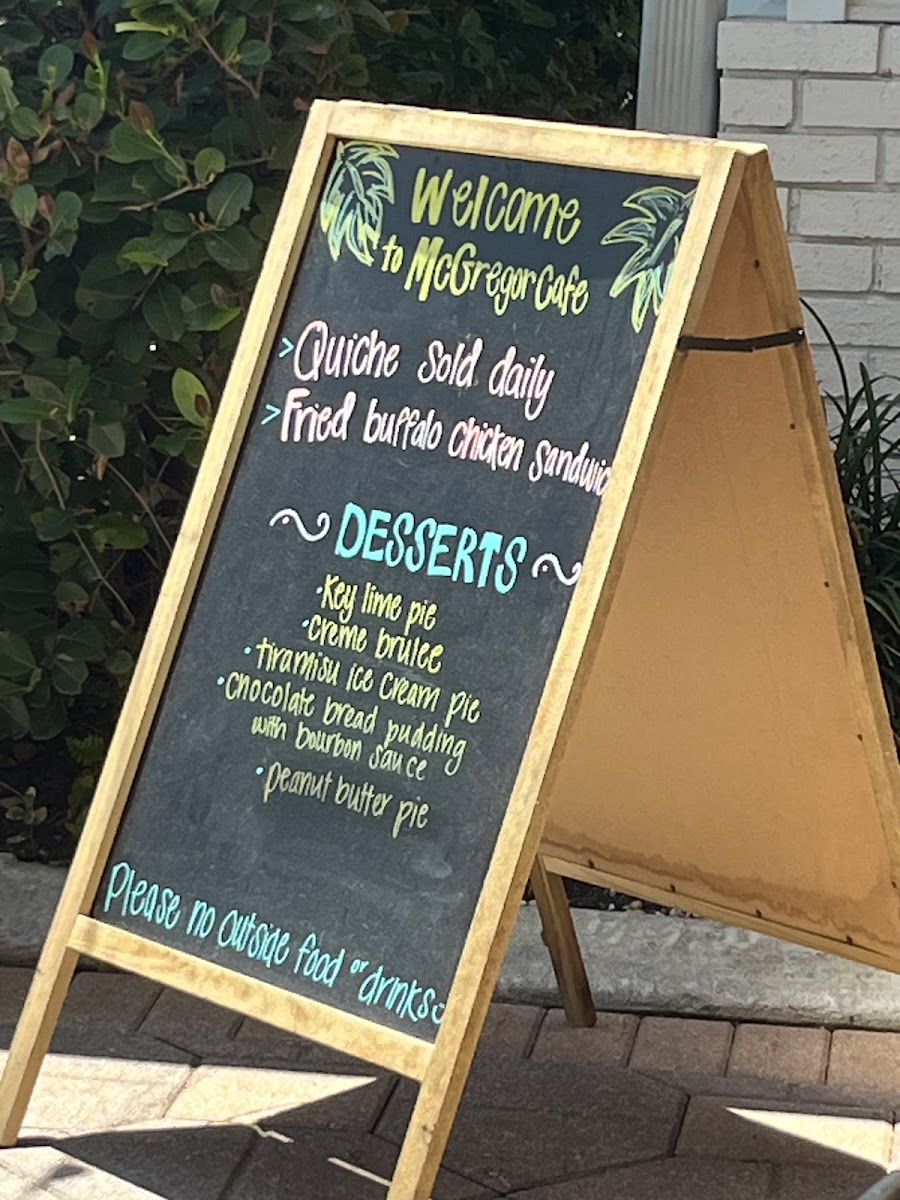 Welcome
to McGregor Cafe
> Quiche sold daily
> Fried buffalo chicken sandwic
~ DESSERTS ~
• Key lime pie
• creme brulee
• tiramisu ice cream pie
• chocolate bread pudding
with bourbon sauce
• peanut butter pie
Please no outside food or drinks